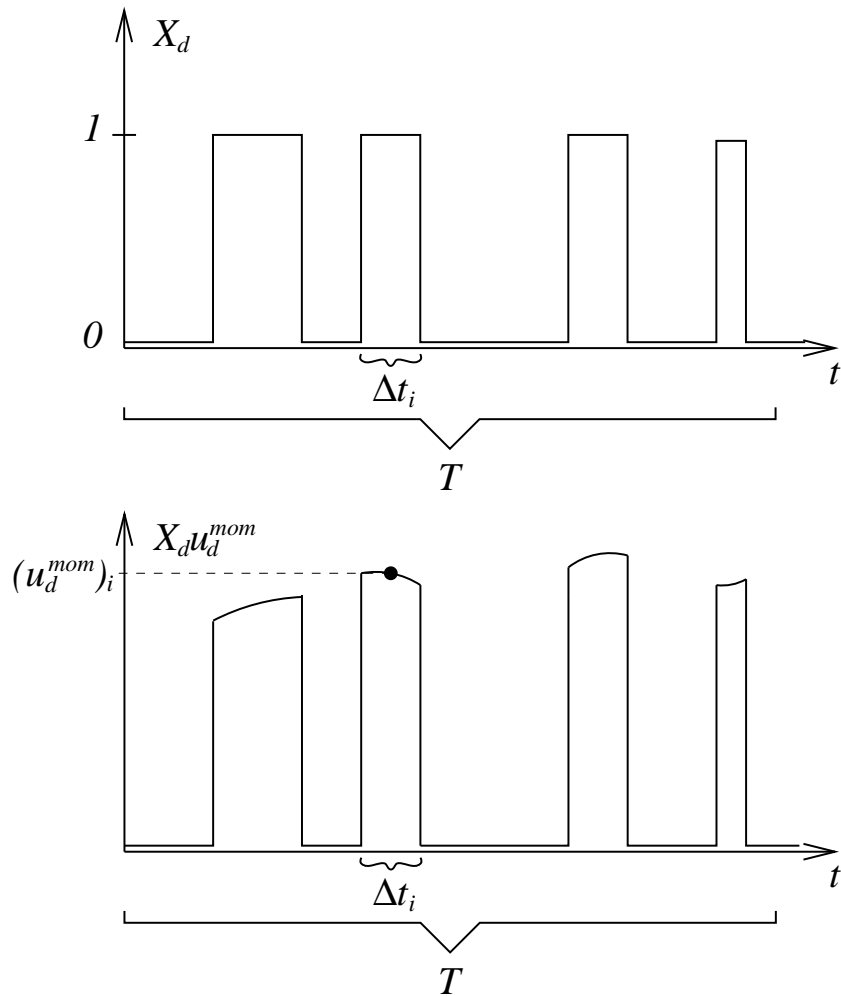 X_d
1
0
t
Δt_i
T
X_d u_d^mom
(u_d^mom)_i
t
Δt_i
T